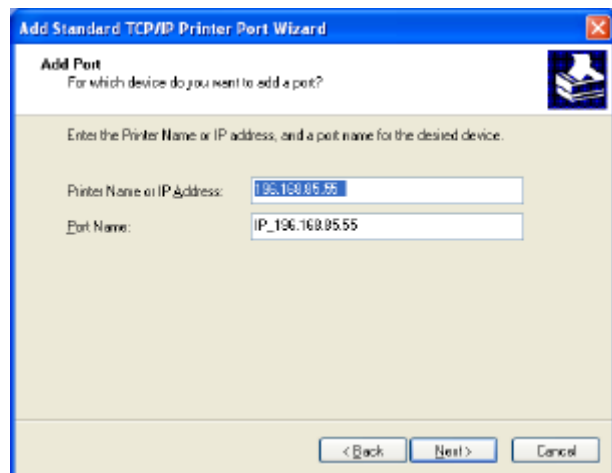 Add Standard TCP/IP Printer Port Wizard
Add Port
For which device do you want to add a port?
Enter the Printer Name or IP address, and a port name for the desired device.
Printer Name or IP Address: 196.168.85.55
Port Name: IP_196.168.85.55
< Back Next > Cancel